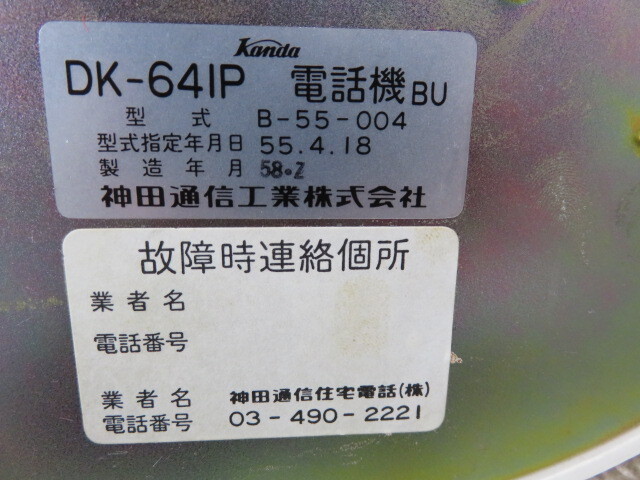 Kanda
DK-641P 電話機 BU
型式 B-55-004
型式指定年月日 55.4.18
製造年月 58.2
神田通信工業株式会社
故障時連絡個所
業者名
電話番号
業者名 神田通信住宅電話(株)
電話番号 03-490-2221